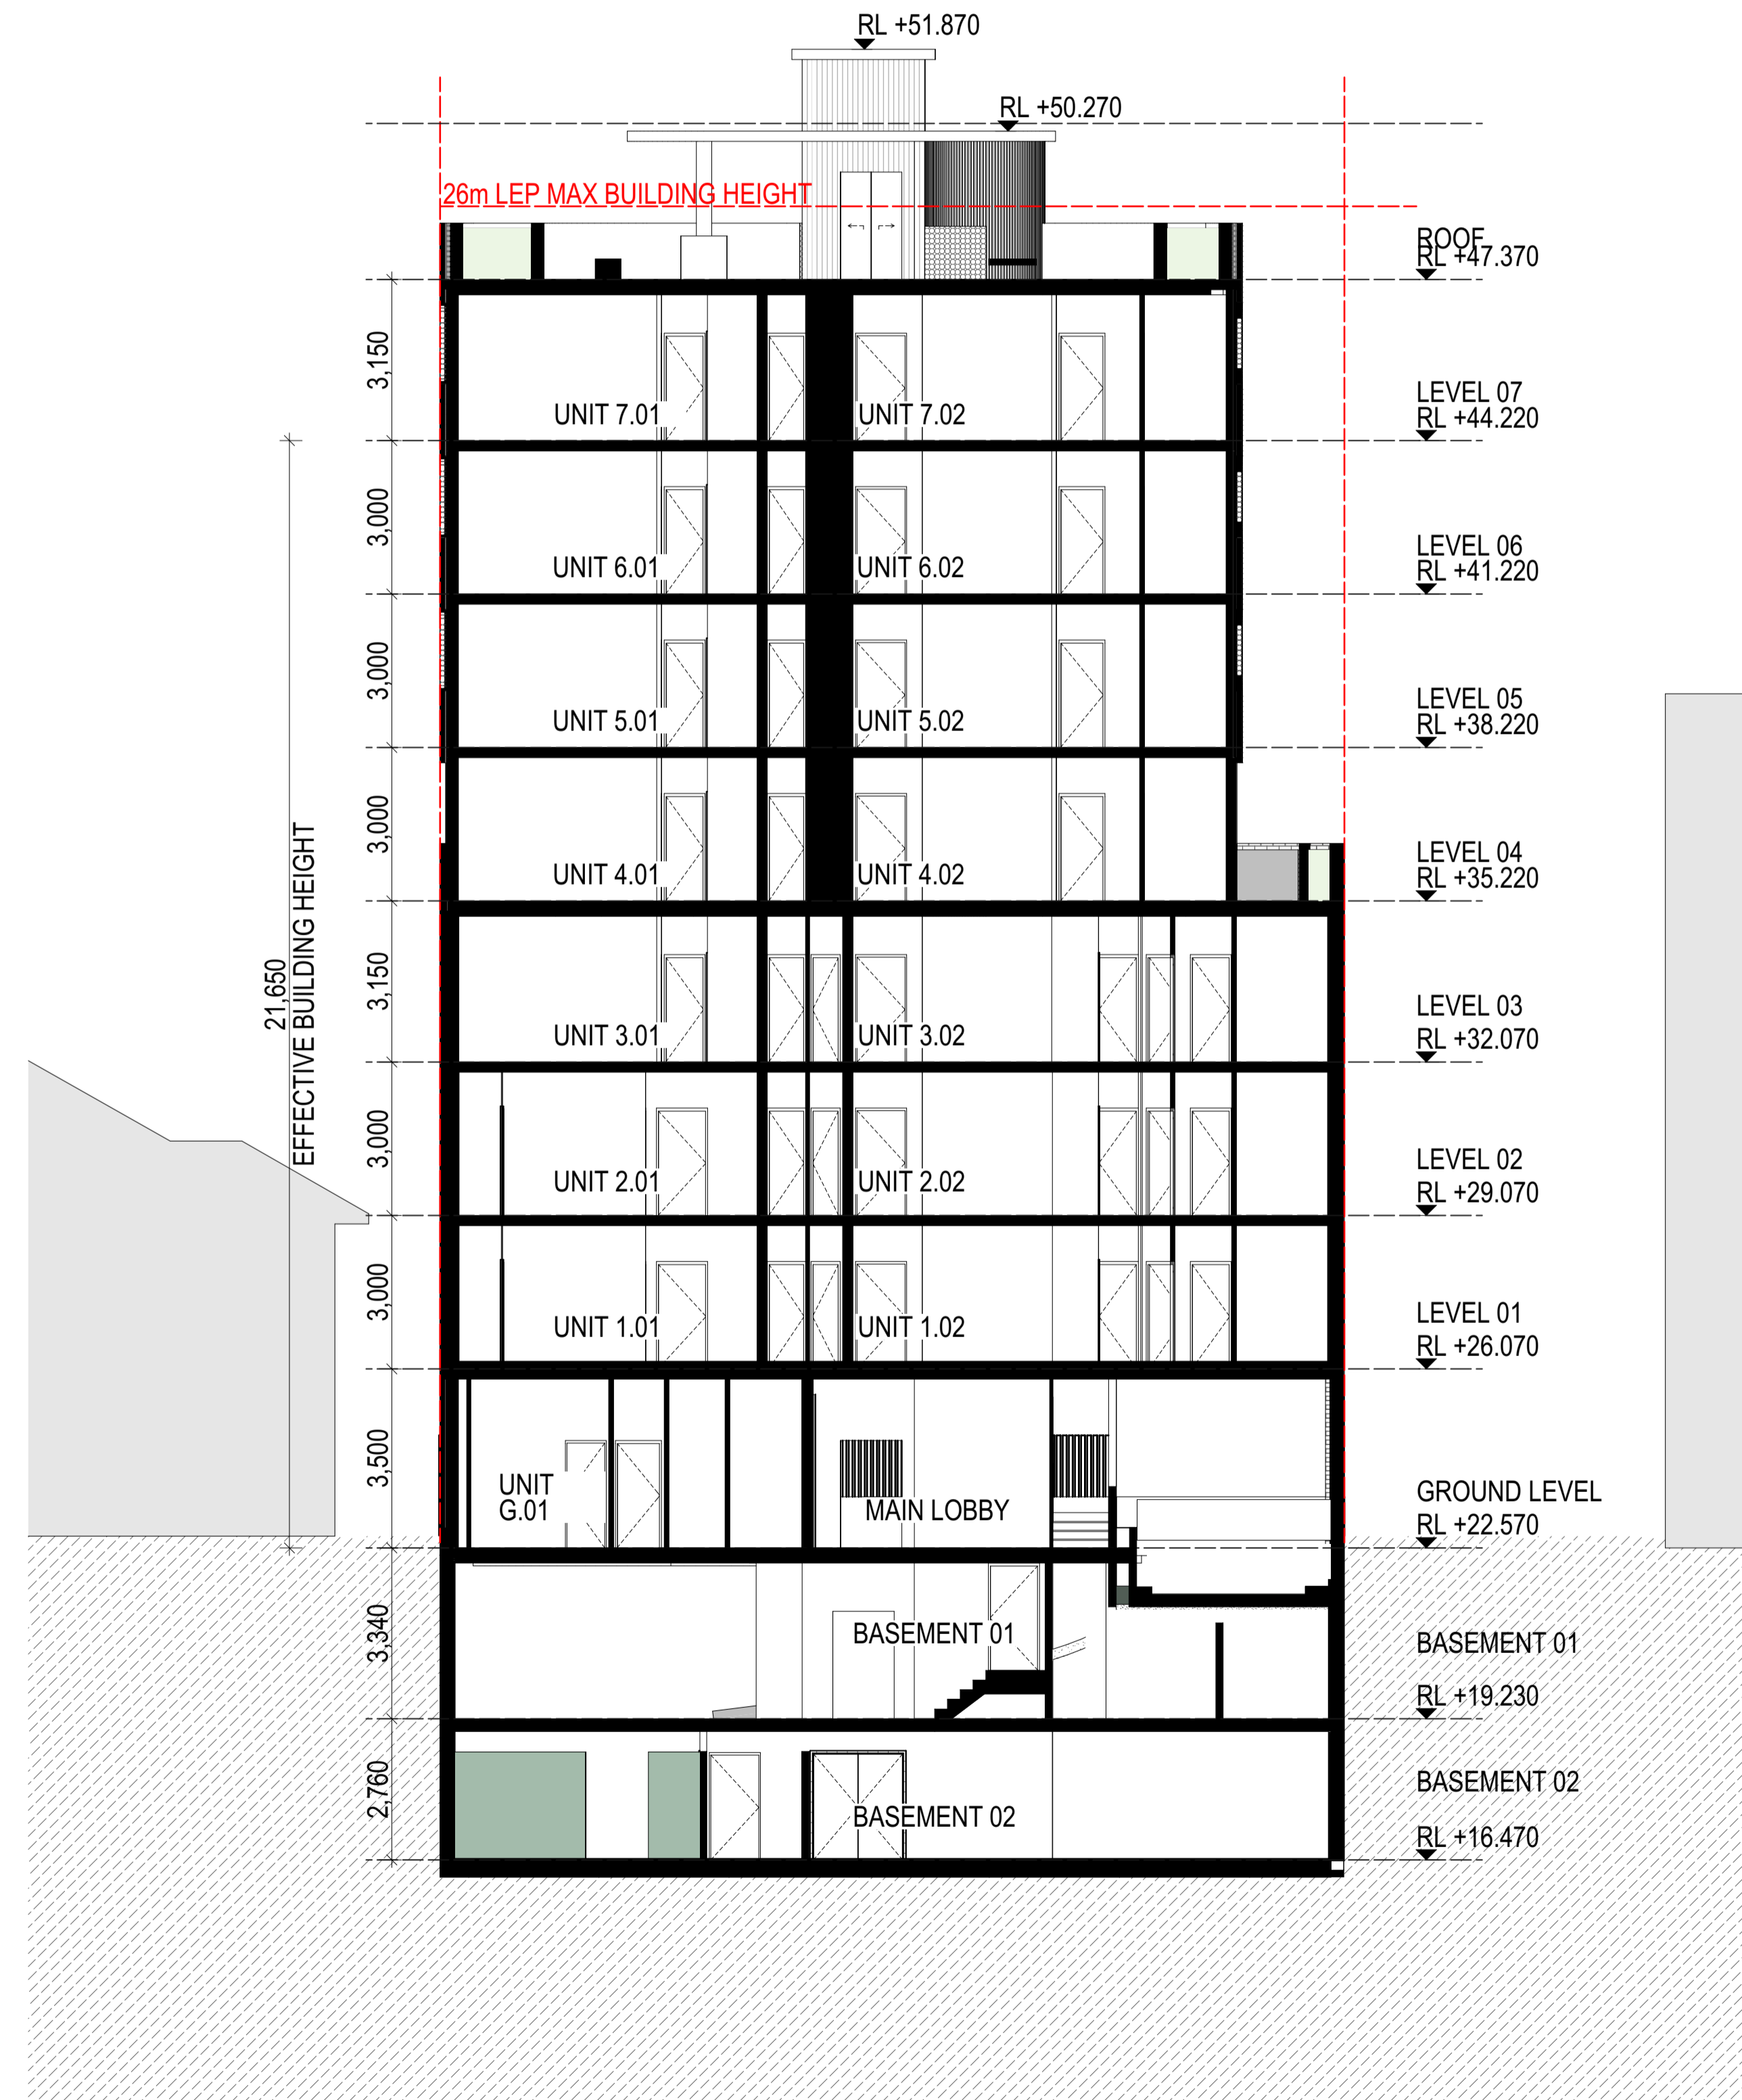 RL +51.870
RL +50.270
26m LEP MAX BUILDING HEIGHT
ROOF
RL +47.370
3,150
LEVEL 07
RL +44.220
UNIT 7.01
UNIT 7.02
3,000
LEVEL 06
RL +41.220
UNIT 6.01
UNIT 6.02
3,000
LEVEL 05
RL +38.220
UNIT 5.01
UNIT 5.02
3,000
LEVEL 04
RL +35.220
UNIT 4.01
UNIT 4.02
21,650
EFFECTIVE BUILDING HEIGHT
3,150
LEVEL 03
RL +32.070
UNIT 3.01
UNIT 3.02
3,000
LEVEL 02
RL +29.070
UNIT 2.01
UNIT 2.02
3,000
LEVEL 01
RL +26.070
UNIT 1.01
UNIT 1.02
3,500
UNIT
G.01
MAIN LOBBY
GROUND LEVEL
RL +22.570
3,340
BASEMENT 01
BASEMENT 01
RL +19.230
2,760
BASEMENT 02
BASEMENT 02
RL +16.470